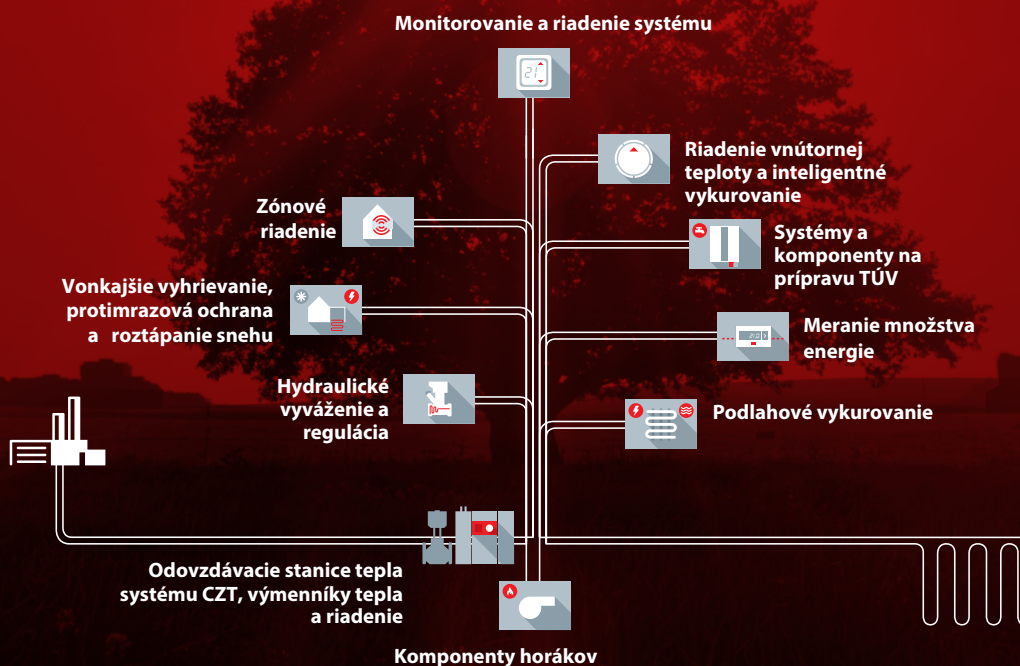 Monitorovanie a riadenie systému
21
Riadenie vnútornej
teploty a inteligentné
vykurovanie
Zónové
riadenie
Systémy a
komponenty na
prípravu TÚV
Vonkajšie vyhrievanie,
protimrazová ochrana
a roztápanie snehu
Meranie množstva
energie
Hydraulické
vyváženie a
regulácia
Podlahové vykurovanie
Odovzdávacie stanice tepla
systému CZT, výmenníky tepla
a riadenie
Komponenty horákov